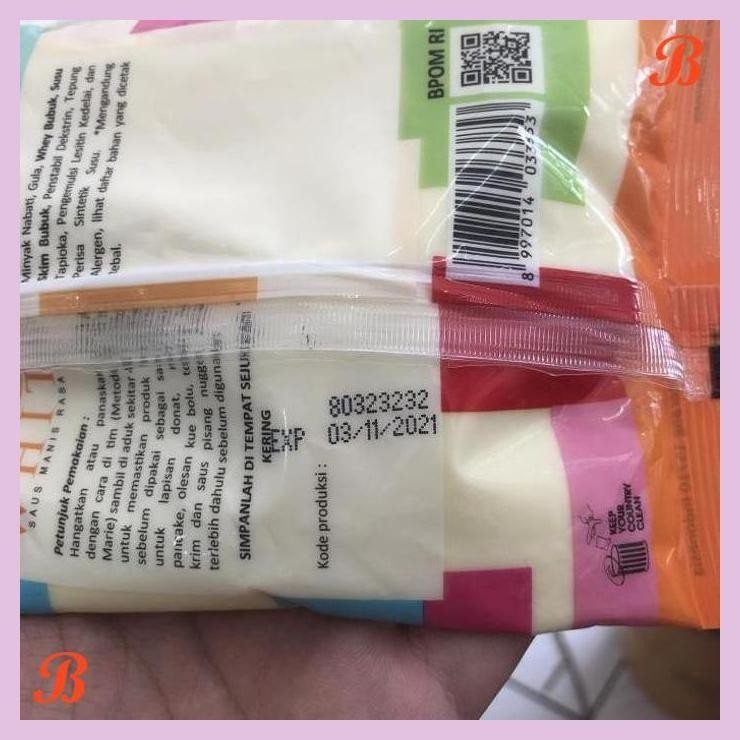 B
BPOM RI
Minyak Nabati, Gula, Whey Bubuk, Susu
Skim Bubuk, Penstabil Dekstrin, Tepung
Tapioka, Pengemulsi Lesitin Kedelai, dan
Perisa Sintetik Susu. *Mengandung
Alergen, lihat daftar bahan yang dicetak
tebal.
8 997014 033353
SAUS MANIS RASA
Petunjuk Pemakaian :
Hangatkan atau panaskan
dengan cara di tim (Metode
Marie) sambil di aduk sekitar
untuk memastikan produk
sebelum dipakai sebagai
untuk lapisan donat,
pancake, olesan kue bolu,
krim dan saus pisang
terlebih dahulu sebelum
SIMPANLAH DI TEMPAT
KERING
EXP
Kode produksi :
80323232
03/11/2021
KEEP
YOUR
COUNTRY
CLEAN
B